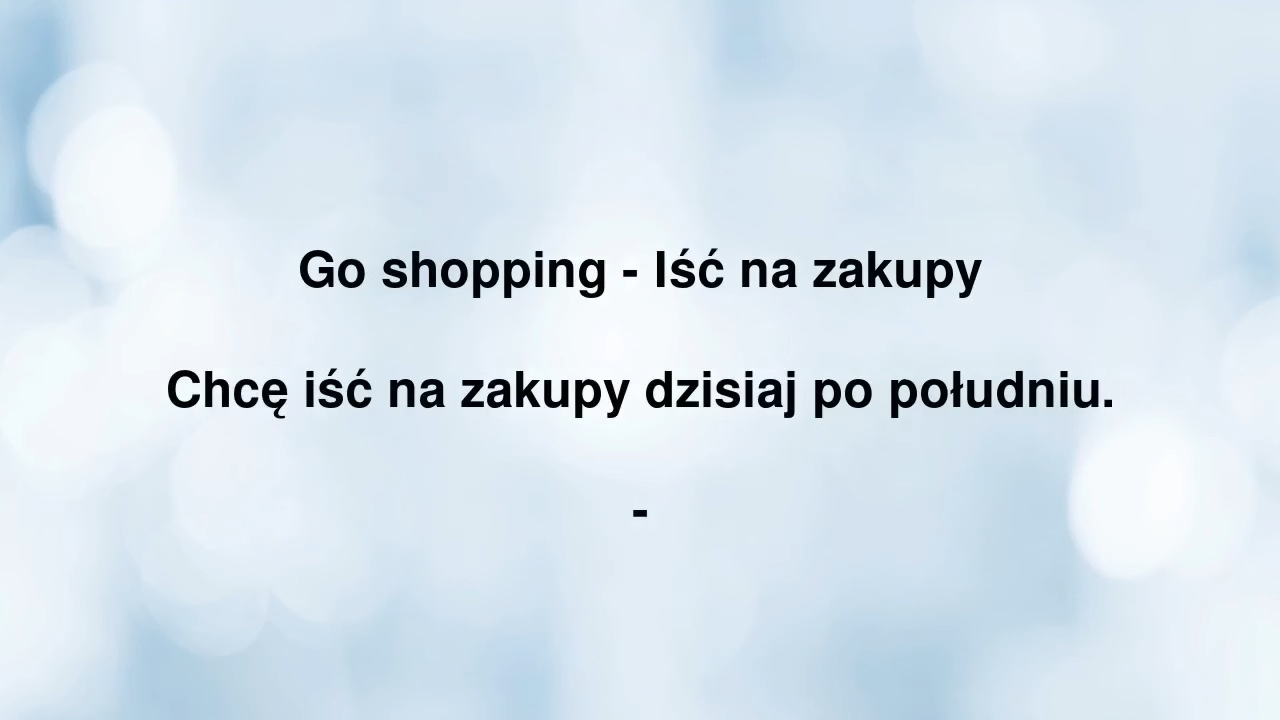 Go shopping - Iść na zakupy
Chcę iść na zakupy dzisiaj po południu.
-